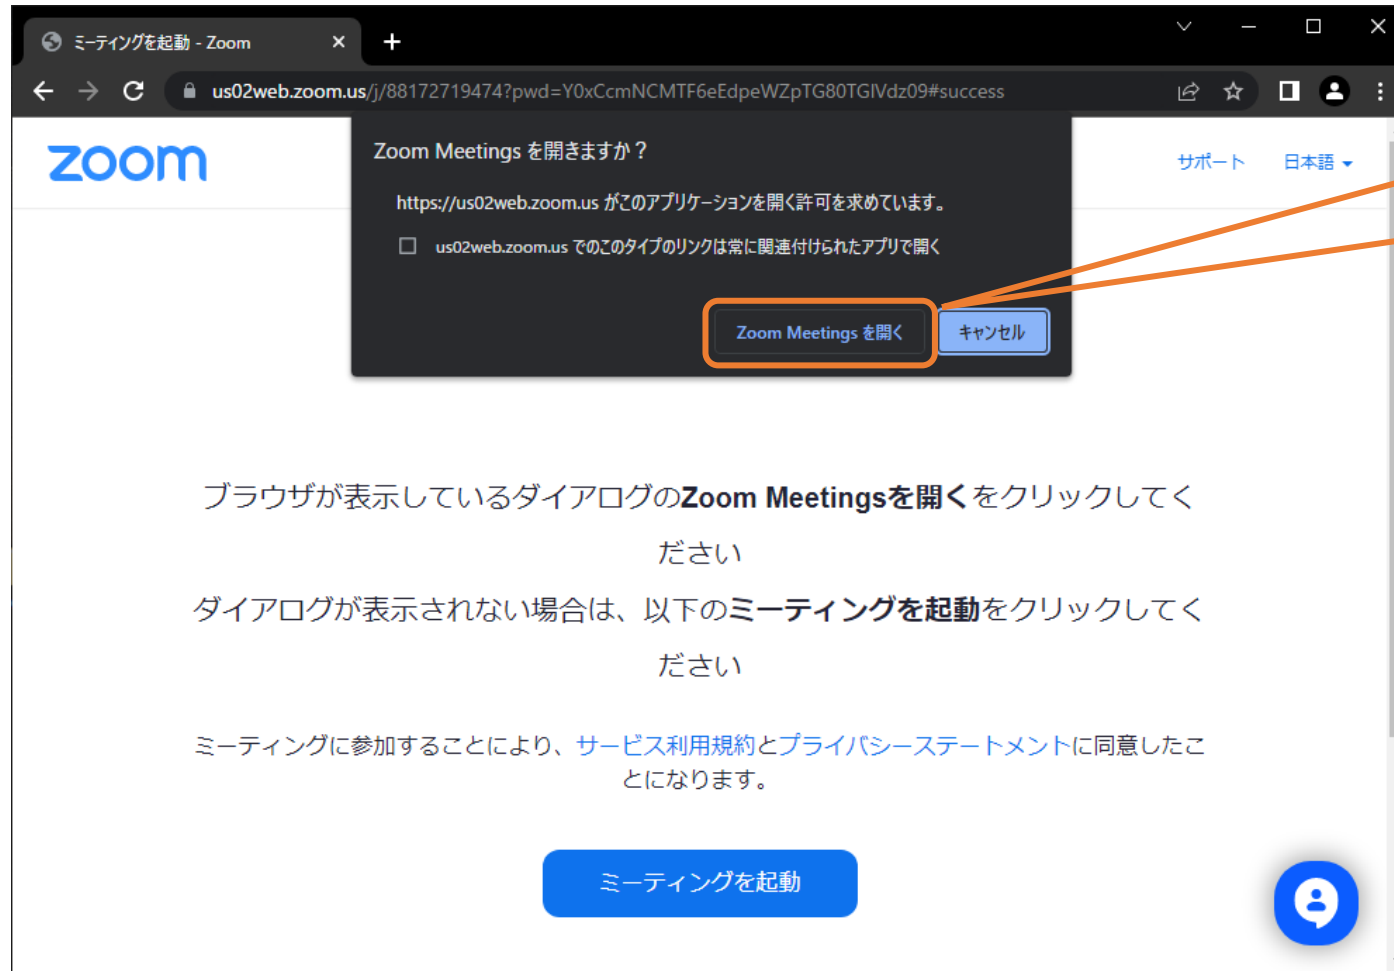 ミーティングを起動 - Zoom
us02web.zoom.us/j/88172719474?pwd=Y0xCcmNCMTF6eEdpeWZpTG80TGlVdz09#success
zoom
サポート 日本語
Zoom Meetings を開きますか？
https://us02web.zoom.us がこのアプリケーションを開く許可を求めています。
us02web.zoom.us でのこのタイプのリンクは常に関連付けられたアプリで開く
Zoom Meetings を開く キャンセル
ブラウザが表示しているダイアログのZoom Meetingsを開くをクリックしてく
ださい
ダイアログが表示されない場合は、以下のミーティングを起動をクリックしてく
ださい
ミーティングに参加することにより、サービス利用規約とプライバシーステートメントに同意したこ
とになります。
ミーティングを起動